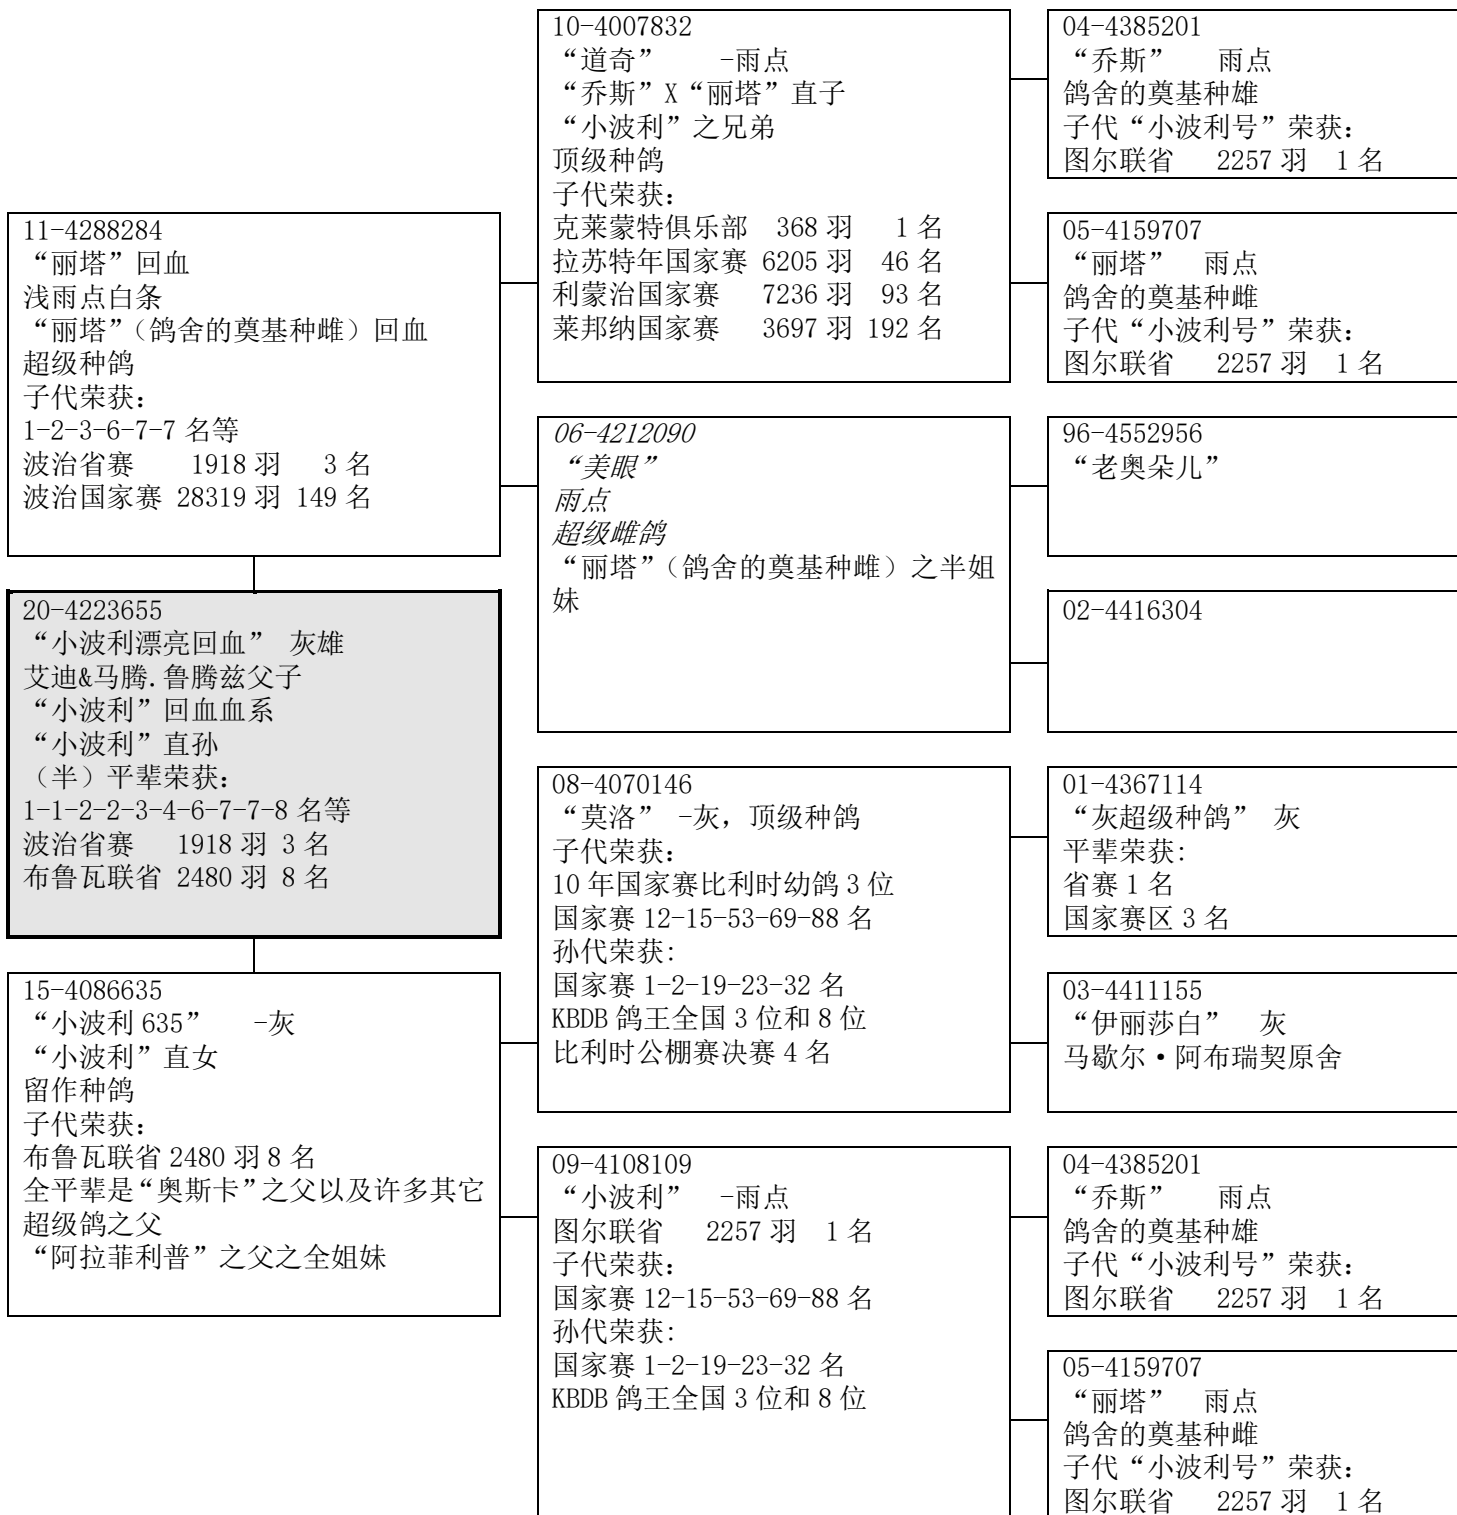 11-4288284
“丽塔”回血
浅雨点白条
“丽塔”（鸽舍的奠基种雌）回血
超级种鸽
子代荣获：
1-2-3-6-7-7 名等
波治省赛 1918 羽 3 名
波治国家赛 28319 羽 149 名
20-4223655
“小波利漂亮回血” 灰雄
艾迪&马腾.鲁腾兹父子
“小波利”回血血系
“小波利”直孙
（半）平辈荣获：
1-1-2-2-3-4-6-7-7-8 名等
波治省赛 1918 羽 3 名
布鲁瓦联省 2480 羽 8 名
15-4086635
“小波利 635” -灰
“小波利”直女
留作种鸽
子代荣获：
布鲁瓦联省 2480 羽 8 名
全平辈是“奥斯卡”之父以及许多其它
超级鸽之父
“阿拉菲利普”之父之全姐妹
10-4007832
“道奇” -雨点
“乔斯”X“丽塔”直子
“小波利”之兄弟
顶级种鸽
子代荣获：
克莱蒙特俱乐部 368 羽 1 名
拉苏特年国家赛 6205 羽 46 名
利蒙治国家赛 7236 羽 93 名
莱邦纳国家赛 3697 羽 192 名
06-4212090
“美眼”
雨点
超级雌鸽
“丽塔”（鸽舍的奠基种雌）之半姐
妹
08-4070146
“莫洛” -灰，顶级种鸽
子代荣获：
10 年国家赛比利时幼鸽 3 位
国家赛 12-15-53-69-88 名
孙代荣获：
国家赛 1-2-19-23-32 名
KBDB 鸽王全国 3 位和 8 位
比利时公棚赛决赛 4 名
09-4108109
“小波利” -雨点
图尔联省 2257 羽 1 名
子代荣获：
国家赛 12-15-53-69-88 名
孙代荣获：
国家赛 1-2-19-23-32 名
KBDB 鸽王全国 3 位和 8 位
04-4385201
“乔斯” 雨点
鸽舍的奠基种雄
子代“小波利号”荣获：
图尔联省 2257 羽 1 名
05-4159707
“丽塔” 雨点
鸽舍的奠基种雌
子代“小波利号”荣获：
图尔联省 2257 羽 1 名
96-4552956
“老奥朵儿”
02-4416304
01-4367114
“灰超级种鸽” 灰
平辈荣获：
省赛 1 名
国家赛区 3 名
03-4411155
“伊丽莎白” 灰
马歇尔·阿布瑞契原舍
04-4385201
“乔斯” 雨点
鸽舍的奠基种雄
子代“小波利号”荣获：
图尔联省 2257 羽 1 名
05-4159707
“丽塔” 雨点
鸽舍的奠基种雌
子代“小波利号”荣获：
图尔联省 2257 羽 1 名